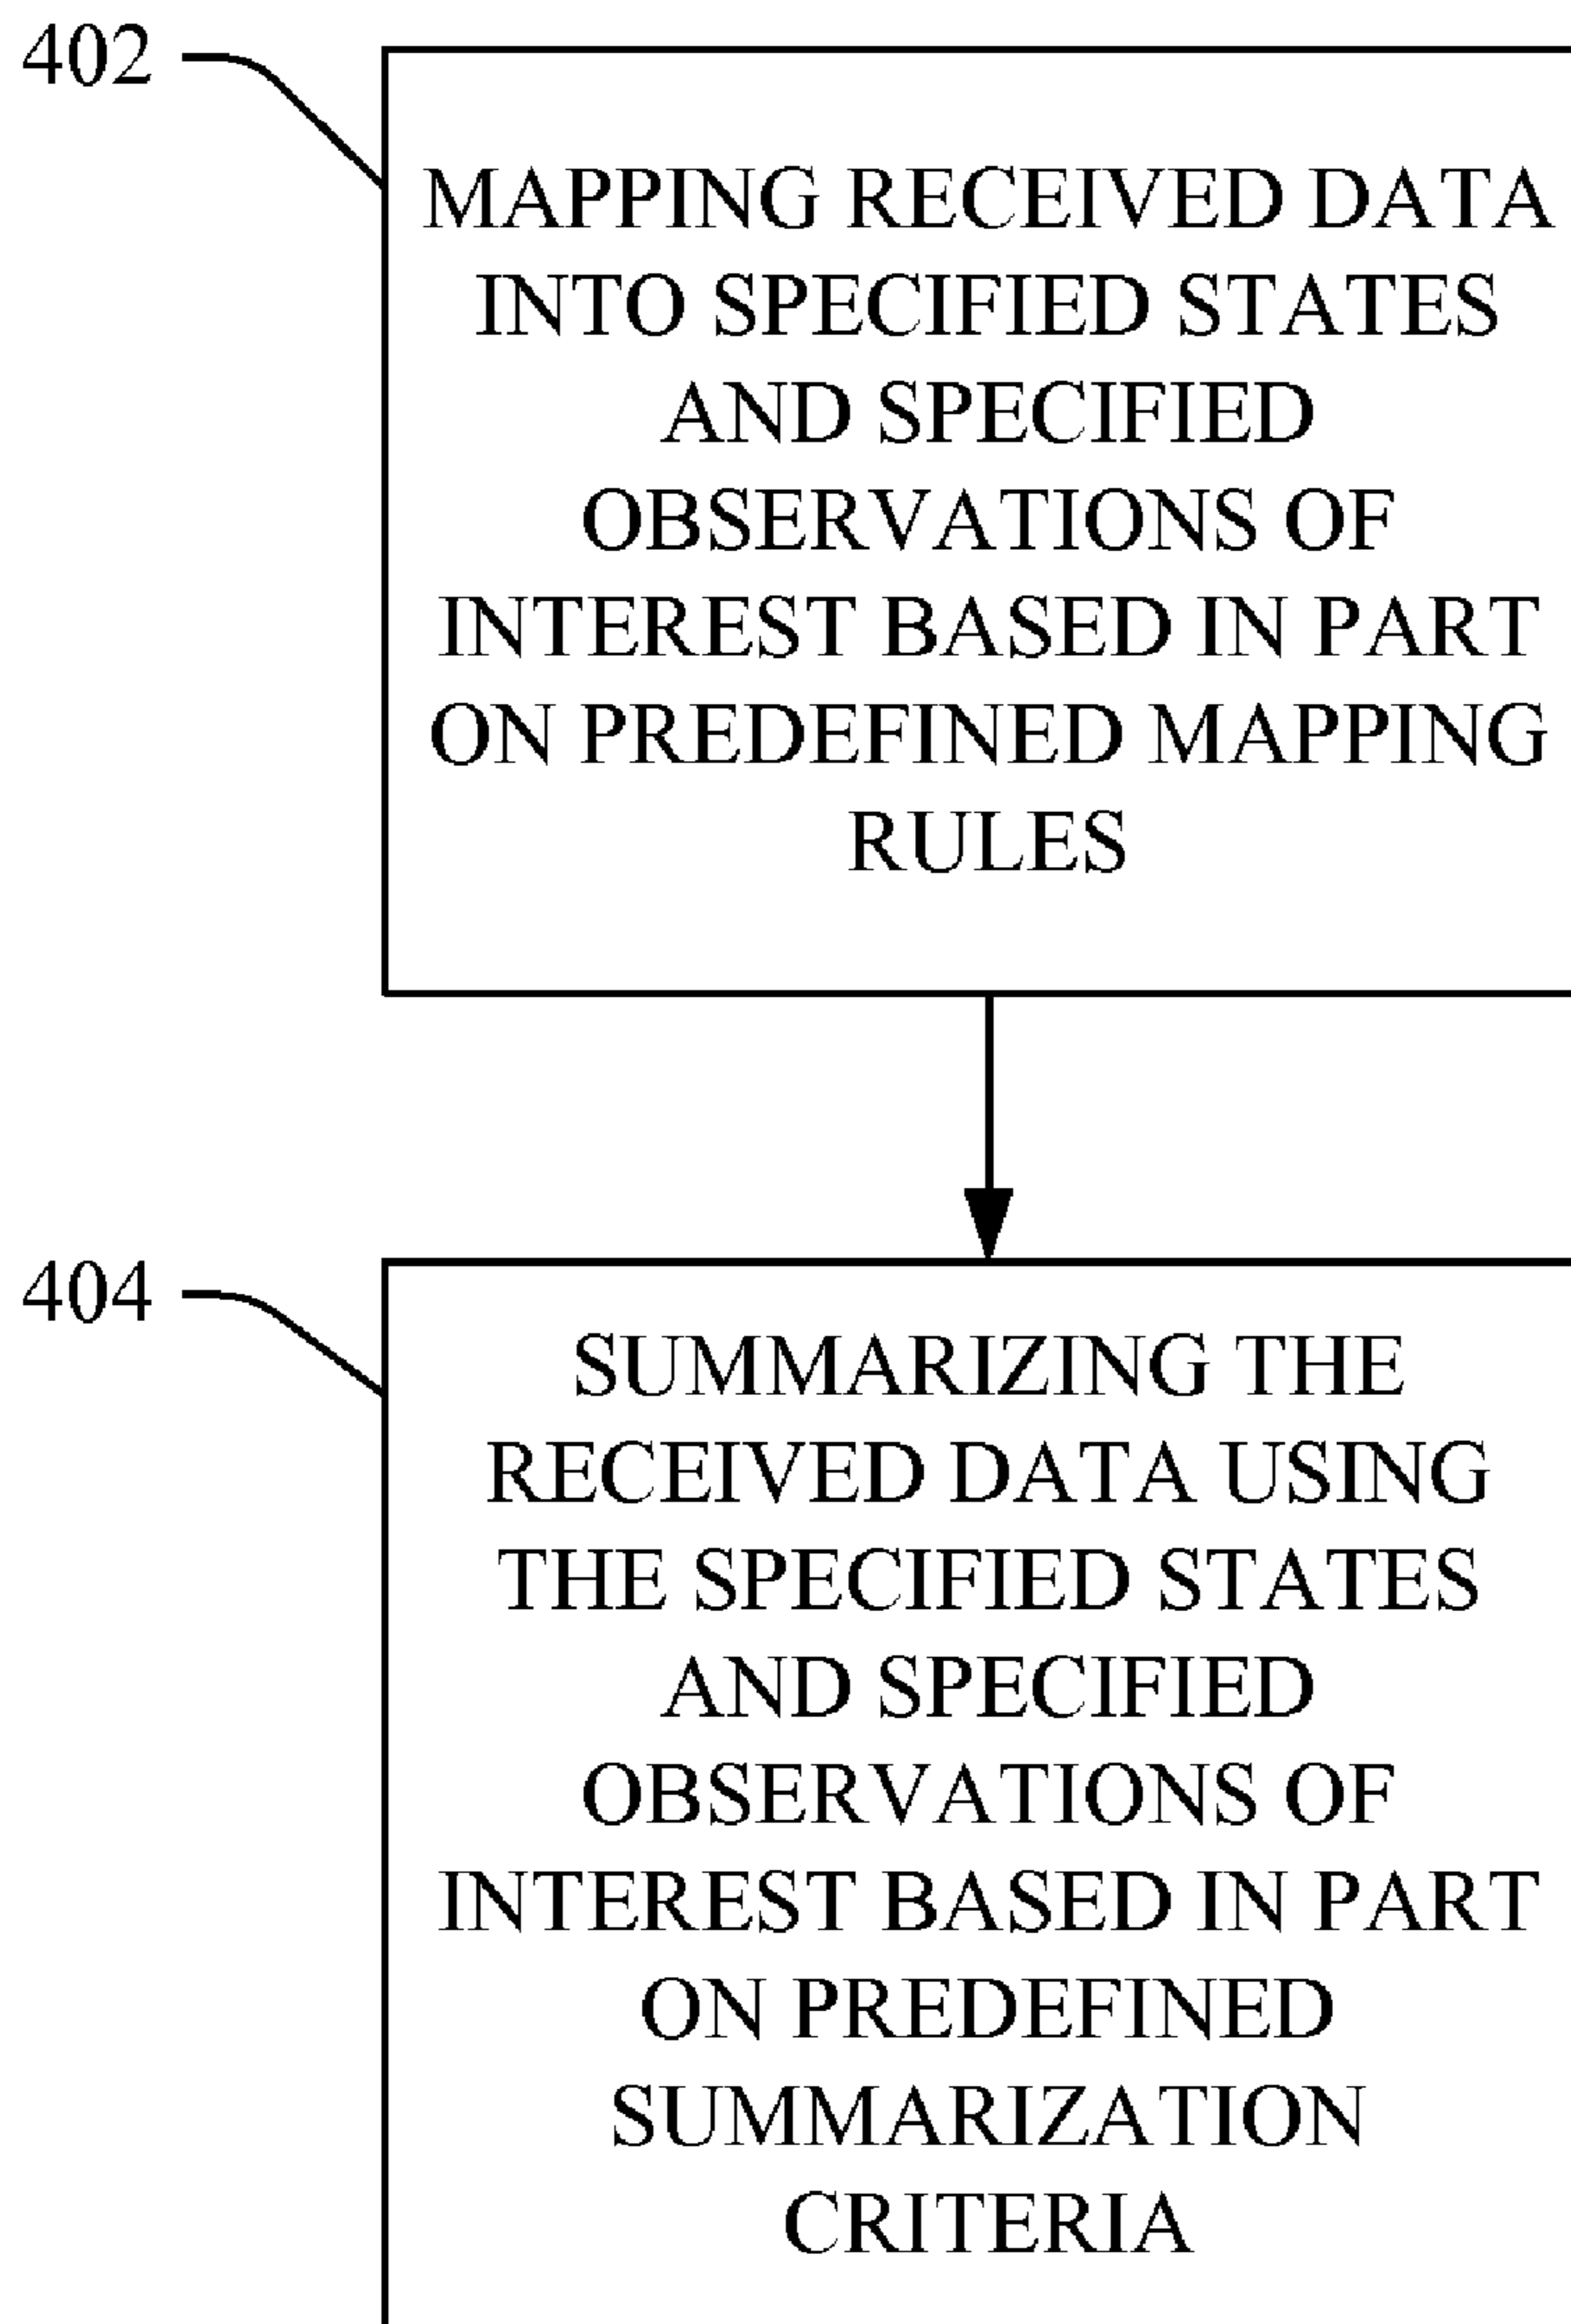 402
MAPPING RECEIVED DATA
INTO SPECIFIED STATES
AND SPECIFIED
OBSERVATIONS OF
INTEREST BASED IN PART
ON PREDEFINED MAPPING
RULES
404
SUMMARIZING THE
RECEIVED DATA USING
THE SPECIFIED STATES
AND SPECIFIED
OBSERVATIONS OF
INTEREST BASED IN PART
ON PREDEFINED
SUMMARIZATION
CRITERIA